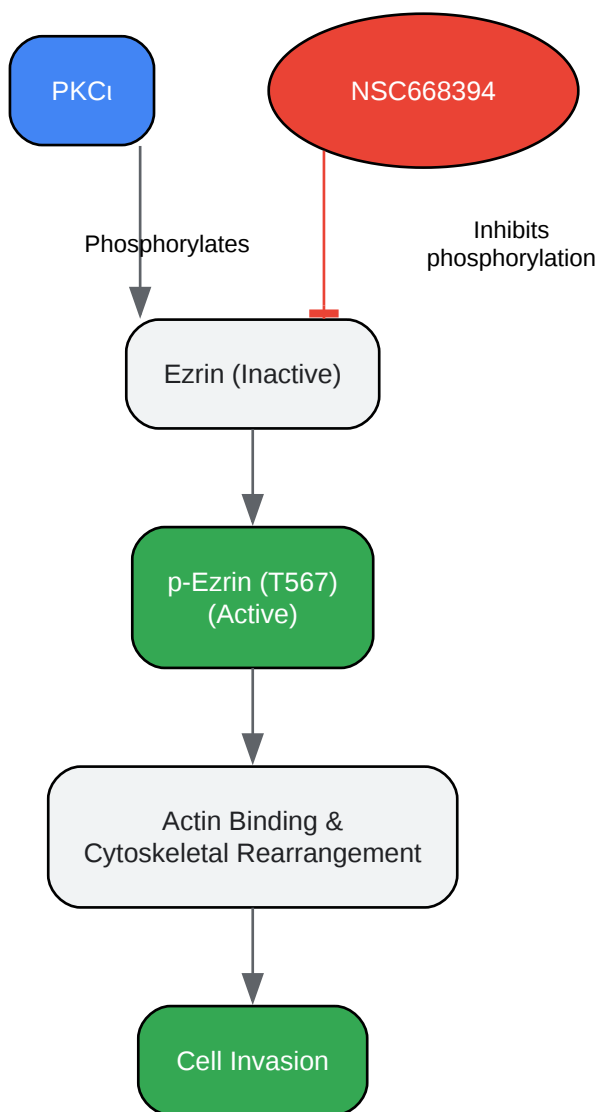 PKCι
NSC668394
Phosphorylates
Inhibits
phosphorylation
Ezrin (Inactive)
p-Ezrin (T567)
(Active)
Actin Binding &
Cytoskeletal Rearrangement
Cell Invasion